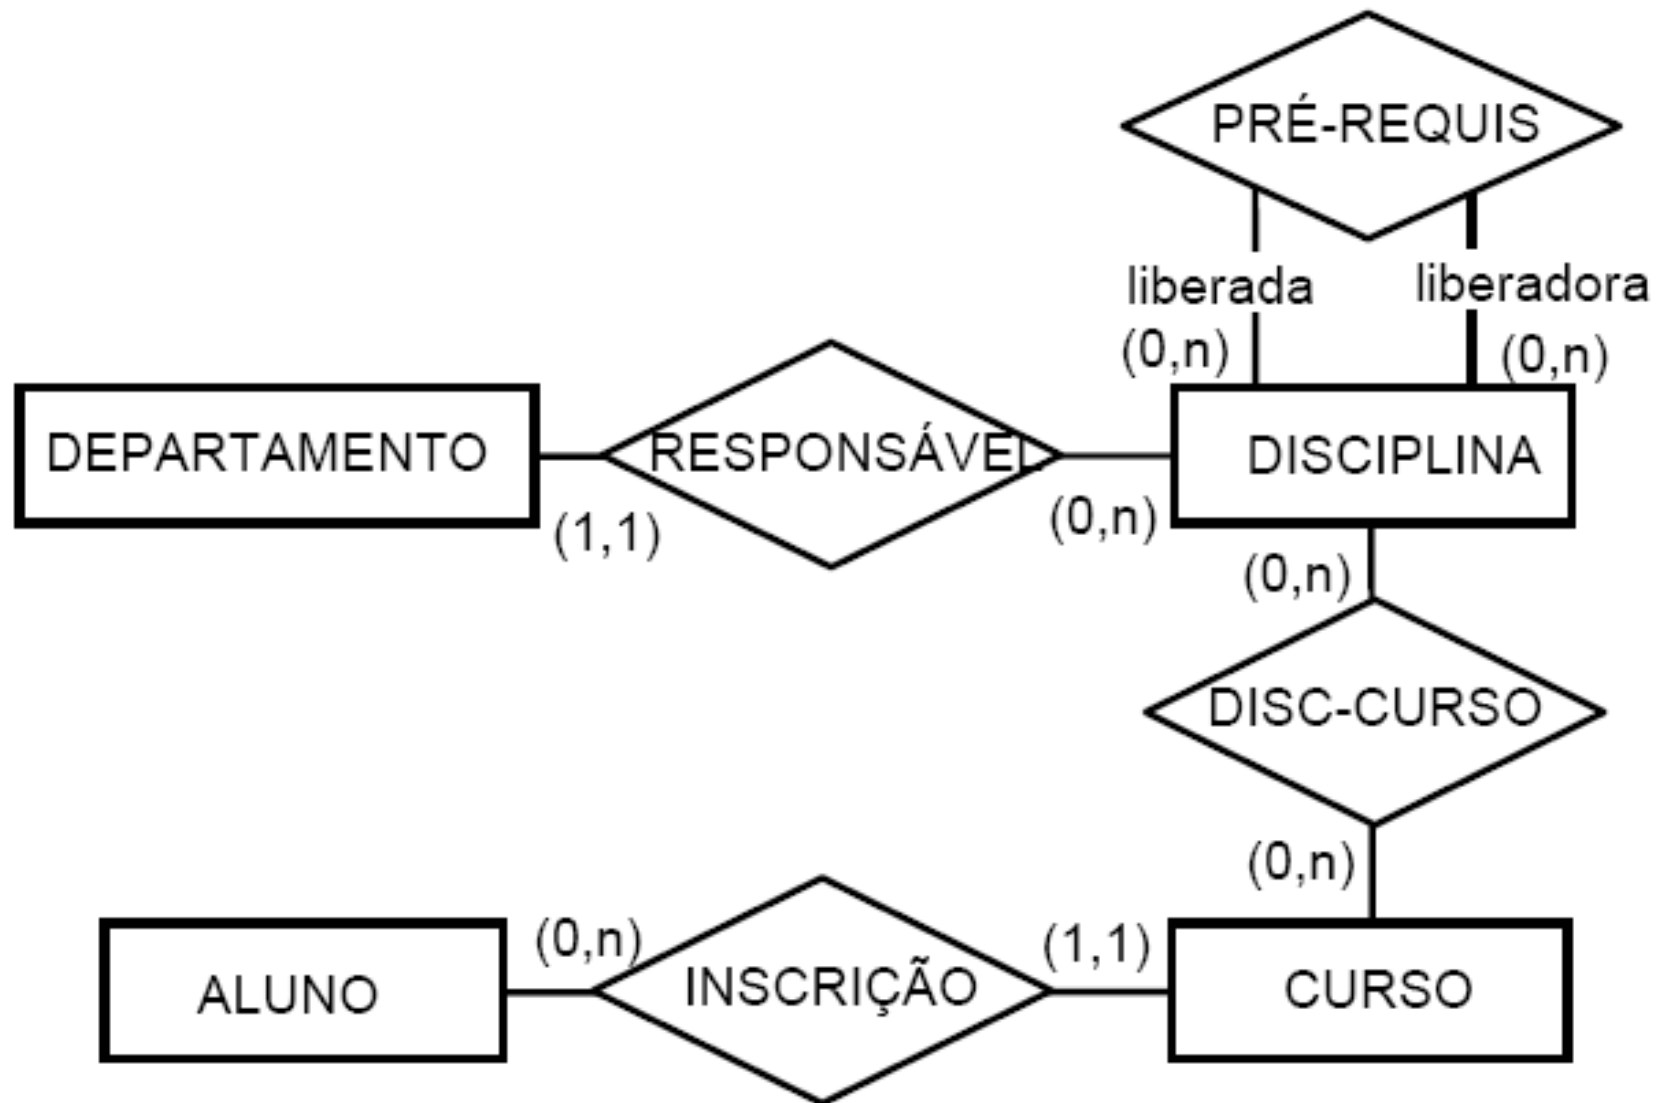 PRÉ-REQUIS
liberada
liberadora
(0,n)
(0,n)
DEPARTAMENTO
RESPONSÁVEL
DISCIPLINA
(1,1)
(0,n)
(0,n)
DISC-CURSO
(0,n)
(0,n)
(1,1)
ALUNO
INSCRIÇÃO
CURSO